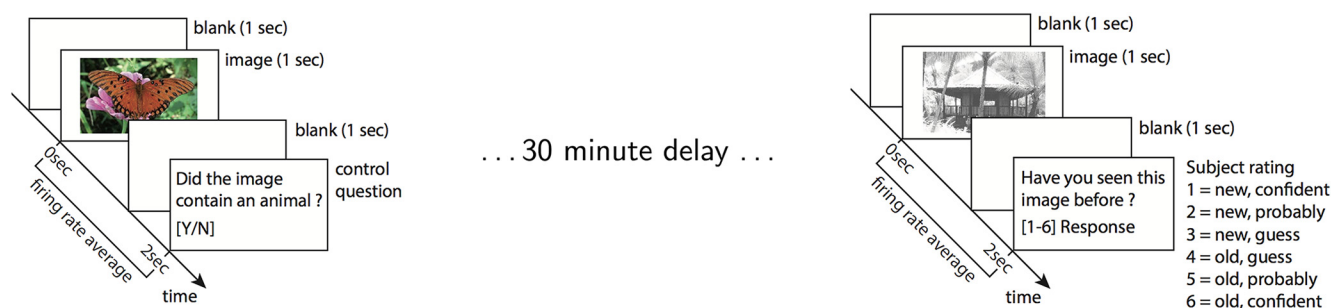 blank (1 sec)
image (1 sec)
blank (1 sec)
control
question
Did the image
contain an animal ?
[Y/N]
0sec
firing rate average
2sec
time
... 30 minute delay ...
blank (1 sec)
image (1 sec)
blank (1 sec)
Have you seen this
image before ?
[1-6] Response
0sec
firing rate average
2sec
time
Subject rating
1 = new, confident
2 = new, probably
3 = new, guess
4 = old, guess
5 = old, probably
6 = old, confident